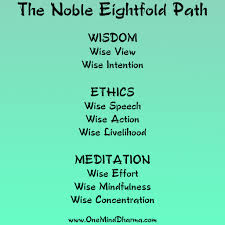 The Noble Eightfold Path
WISDOM
Wise View
Wise Intention
ETHICS
Wise Speech
Wise Action
Wise Livelihood
MEDITATION
Wise Effort
Wise Mindfulness
Wise Concentration
www.OneMindDharma.com